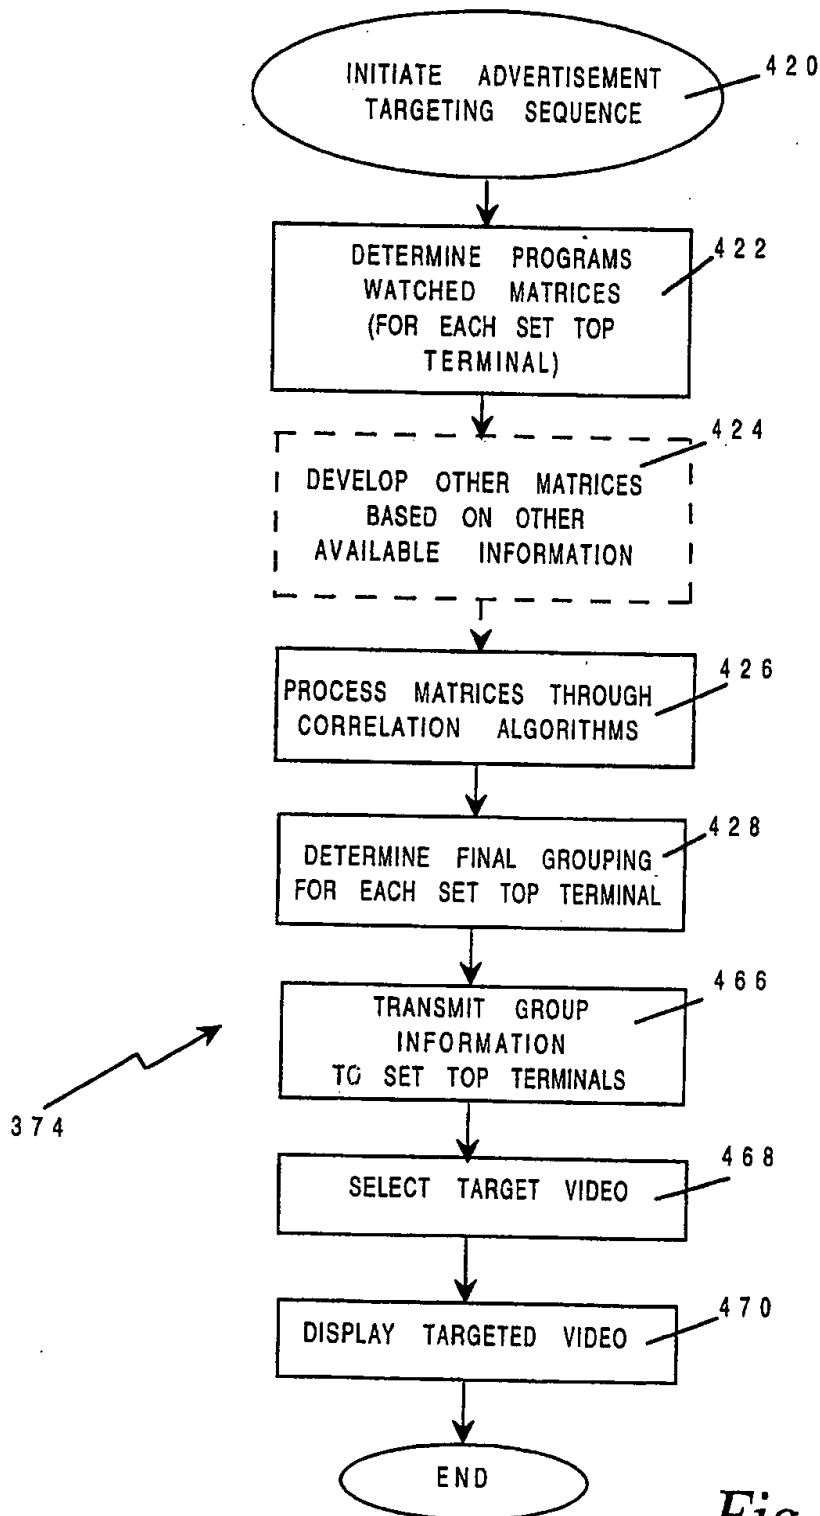 INITIATE ADVERTISEMENT
TARGETING SEQUENCE
420
DETERMINE PROGRAMS
WATCHED MATRICES
(FOR EACH SET TOP
TERMINAL)
422
DEVELOP OTHER MATRICES
BASED ON OTHER
AVAILABLE INFORMATION
424
PROCESS MATRICES THROUGH
CORRELATION ALGORITHMS
426
DETERMINE FINAL GROUPING
FOR EACH SET TOP TERMINAL
428
TRANSMIT GROUP
INFORMATION
TO SET TOP TERMINALS
466
374
SELECT TARGET VIDEO
468
DISPLAY TARGETED VIDEO
470
END
Fig